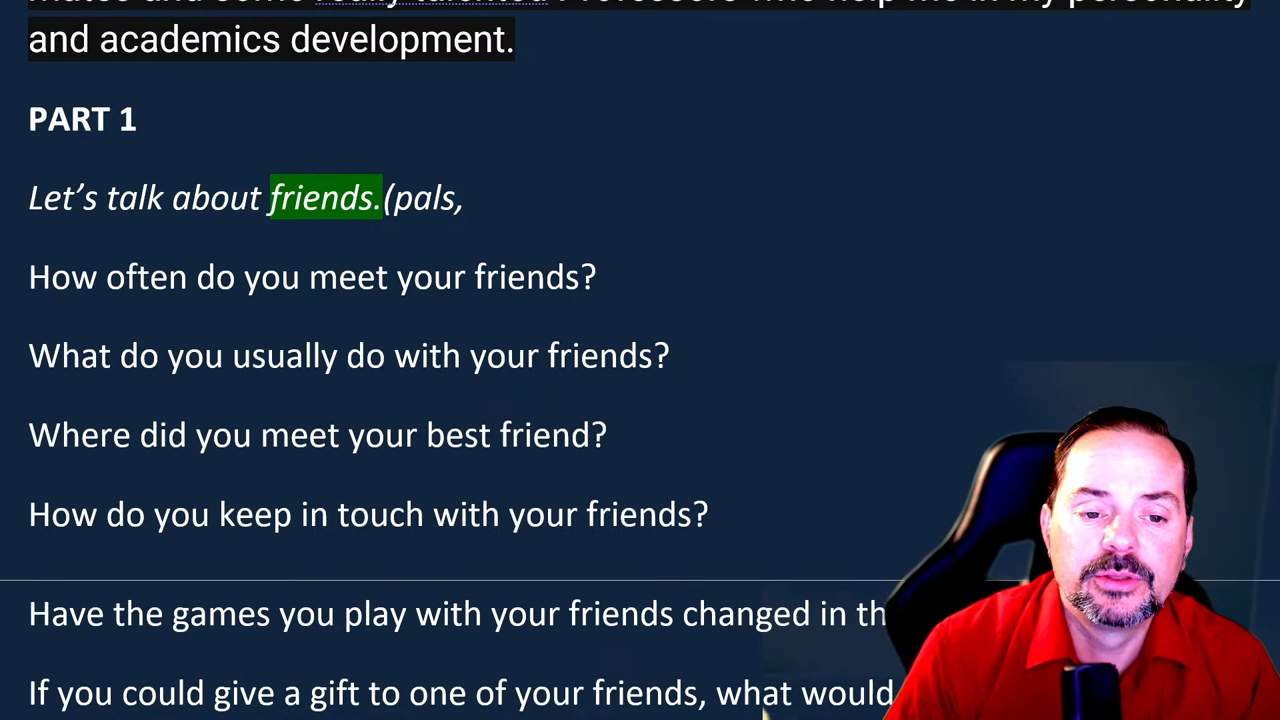 and academics development.
PART 1
Let's talk about friends.(pals,
How often do you meet your friends?
What do you usually do with your friends?
Where did you meet your best friend?
How do you keep in touch with your friends?
Have the games you play with your friends changed in th
If you could give a gift to one of your friends, what would